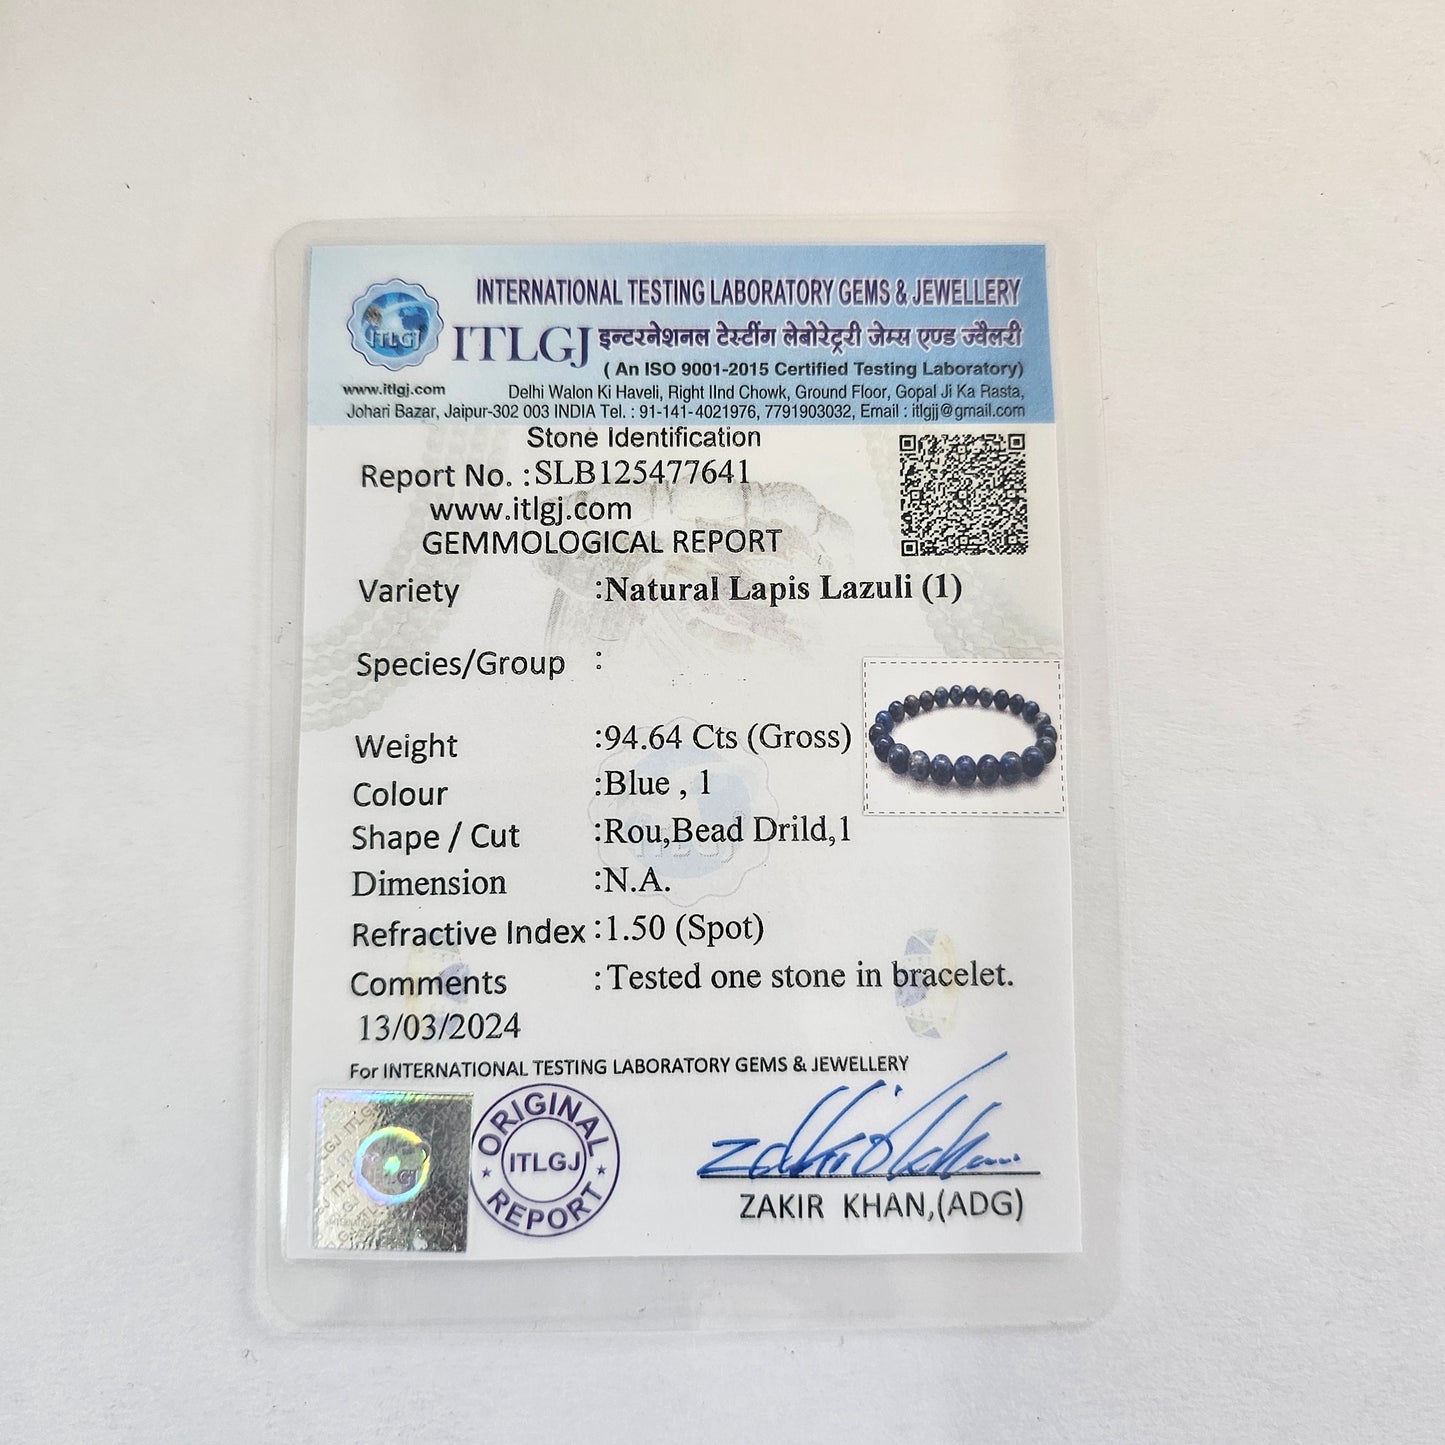 INTERNATIONAL TESTING LABORATORY GEMS & JEWELLERY
ITLGJ
ITLGJ इन्टरनेशनल टेस्टींग लेबोरेट्ररी जेम्स एण्ड ज्वैलरी
( An ISO 9001-2015 Certified Testing Laboratory)
www.itlgj.com Delhi Walon Ki Haveli, Right IInd Chowk, Ground Floor, Gopal Ji Ka Rasta,
Johari Bazar, Jaipur-302 003 INDIA Tel. : 91-141-4021976, 7791903032, Email : itlgjj@gmail.com
Stone Identification
Report No. :SLB125477641
www.itlgj.com
GEMMOLOGICAL REPORT
Variety :Natural Lapis Lazuli (1)
Species/Group :
Weight :94.64 Cts (Gross)
Colour :Blue , 1
Shape / Cut :Rou,Bead Drild,1
Dimension :N.A.
Refractive Index :1.50 (Spot)
Comments :Tested one stone in bracelet.
13/03/2024
For INTERNATIONAL TESTING LABORATORY GEMS & JEWELLERY
ORIGINAL
ITLGJ
REPORT
ZAKIR KHAN,(ADG)